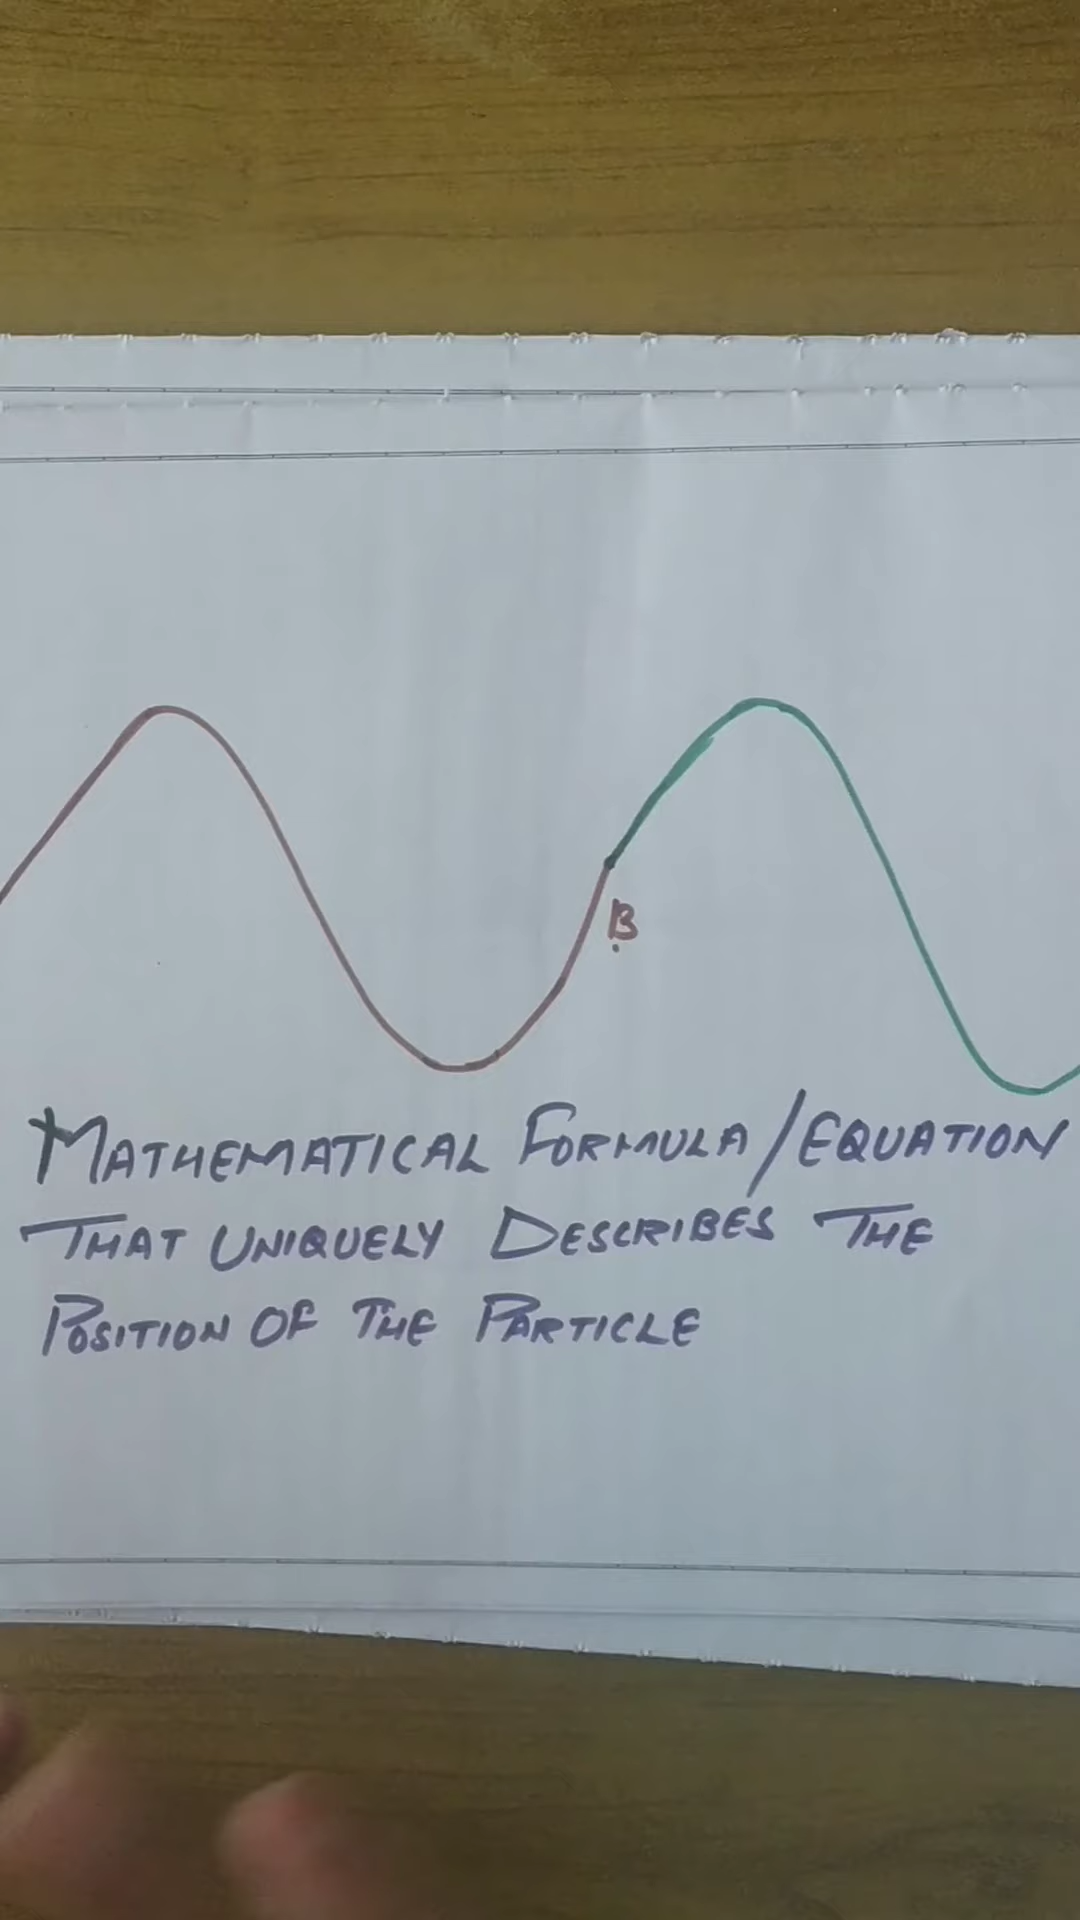 B
MATHEMATICAL FORMULA/EQUATION
THAT UNIQUELY DESCRIBES THE
POSITION OF THE PARTICLE